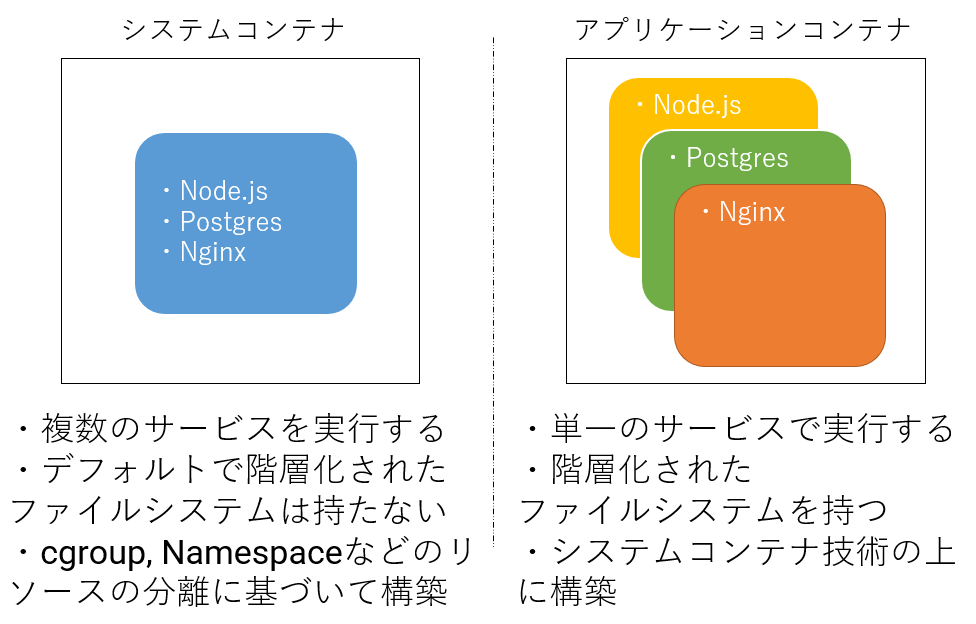 システムコンテナ
・Node.js
・Postgres
・Nginx
・複数のサービスを実行する
・デフォルトで階層化された
ファイルシステムは持たない
・cgroup, Namespaceなどのリ
ソースの分離に基づいて構築
アプリケーションコンテナ
・Node.js
・Postgres
・Nginx
・単一のサービスで実行する
・階層化された
ファイルシステムを持つ
・システムコンテナ技術の上
に構築